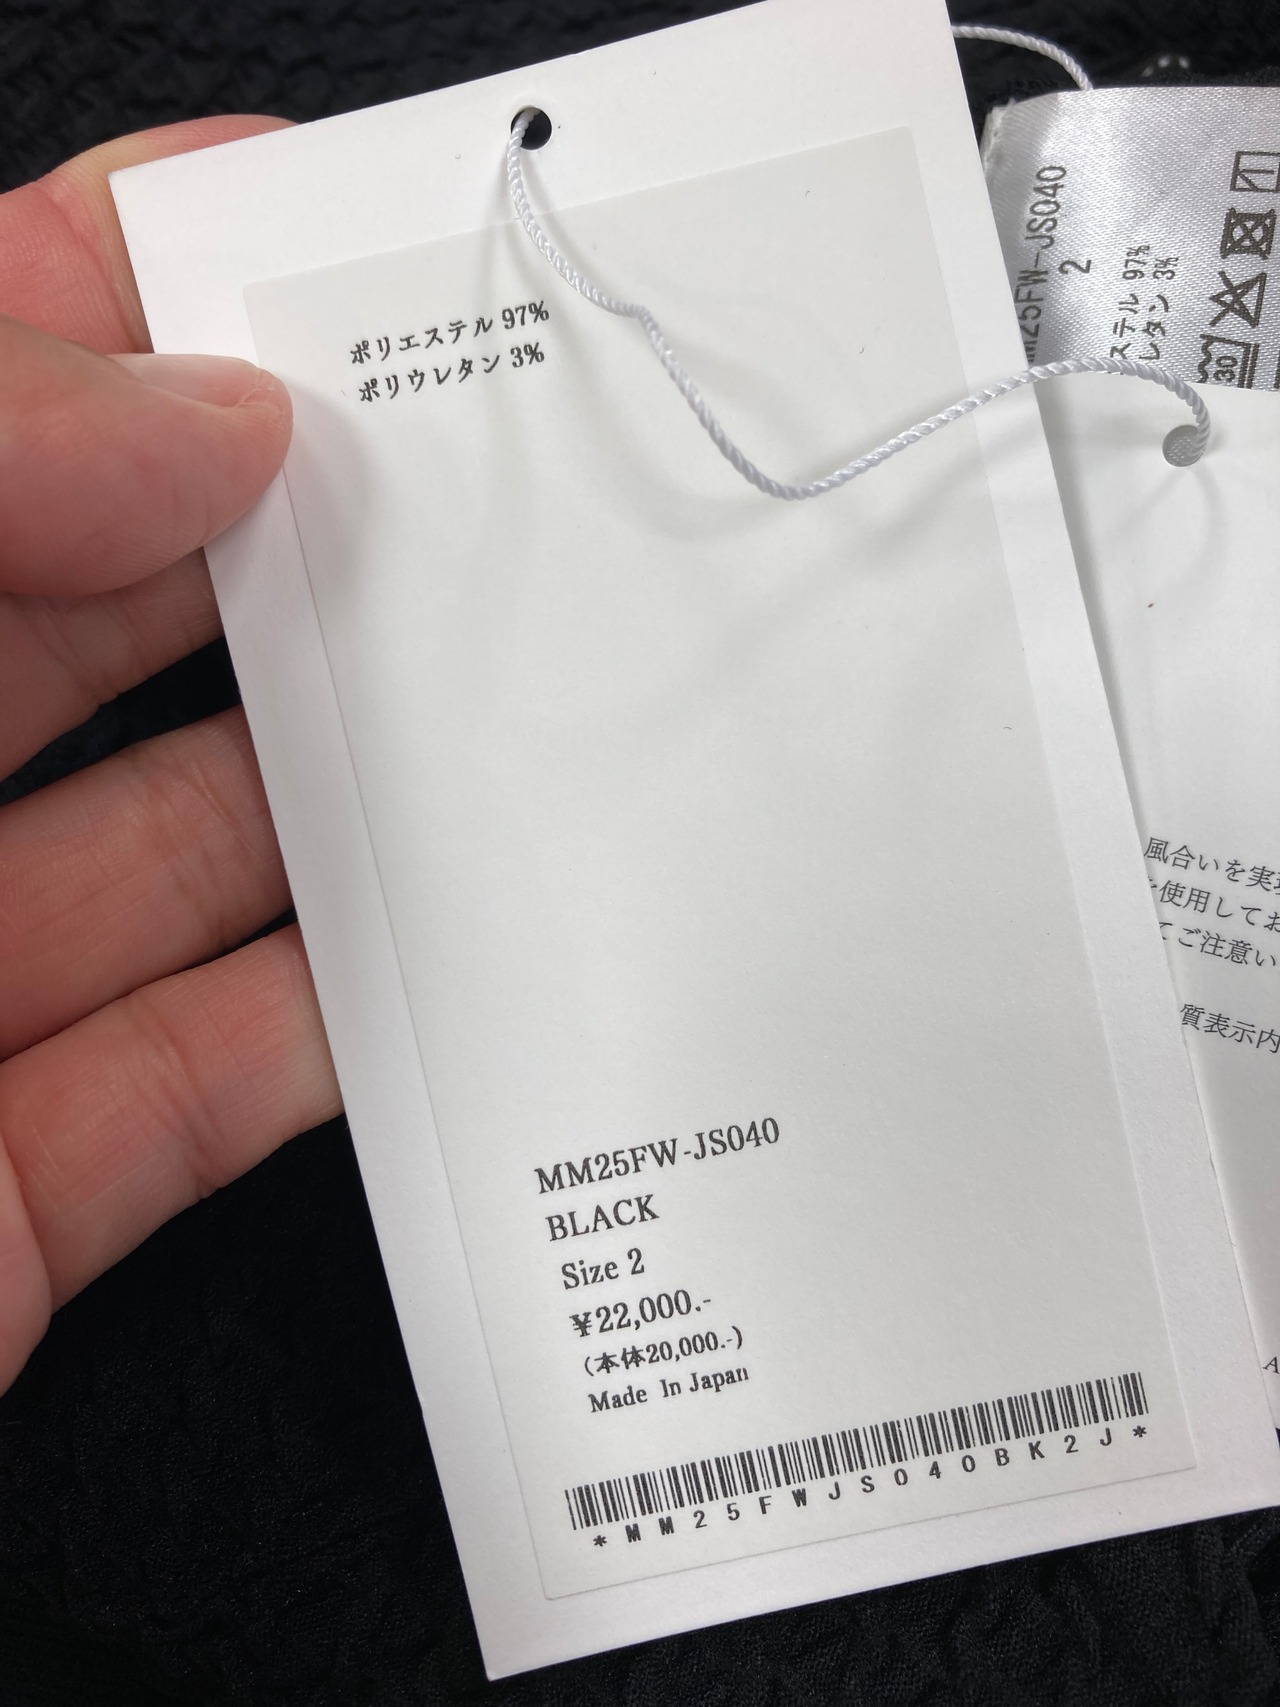 ポリエステル 97%
ポリウレタン 3%
MM25FW-JS040
BLACK
Size 2
¥22,000.-
(本体20,000.-)
Made In Japan
*MM25FWJS040BK2J*
M25FW-JS040
2
ステル 97%
レタン 3%
30
風合いを実
使用してお
てご注意い
質表示内
A